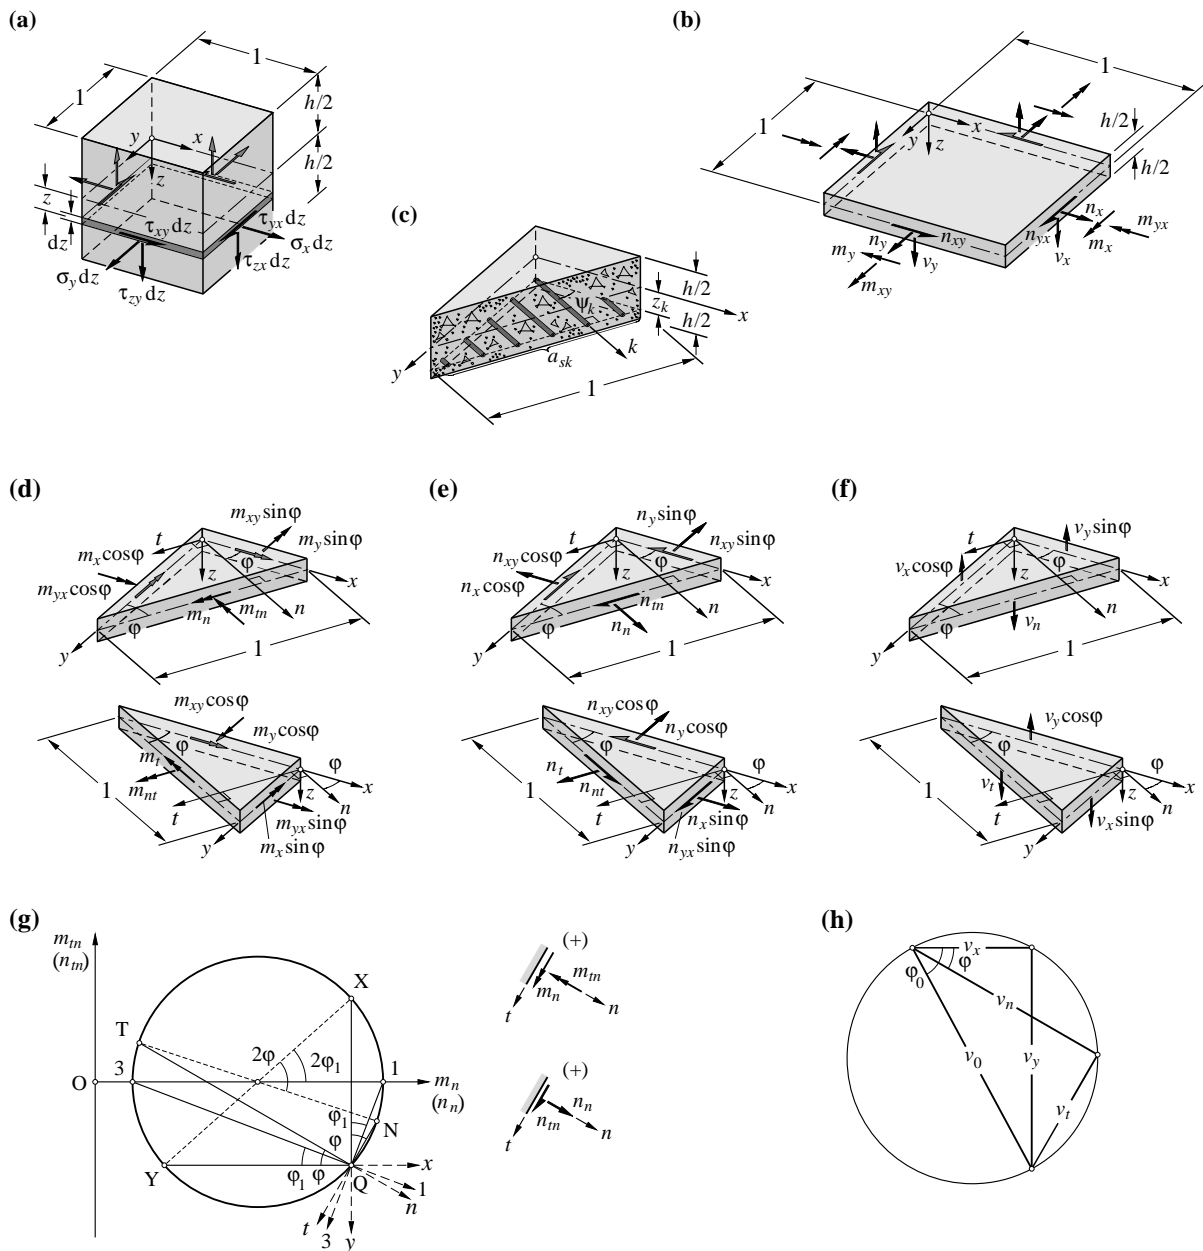 (a)
1
1
h/2
h/2
y
x
z
z
dz
τxy dz
τyx dz
σx dz
τzx dz
σy dz
τzy dz
(b)
1
1
h/2
h/2
x
y
z
nx
myx
mx
nyx
vx
nxy
ny
my
vy
mxy
(c)
h/2
ψk
zk
h/2
x
y
ask
k
1
(d)
mxy sinφ
my sinφ
t
mx cosφ
φ
myx cosφ
z
x
mn
mtn
n
φ
y
1
mxy cosφ
my cosφ
φ
mt
1
mnt
φ
x
z
n
t
myx sinφ
y
mx sinφ
(e)
ny sinφ
nxy sinφ
t
nxy cosφ
φ
nx cosφ
z
x
ntn
nn
n
φ
y
1
nxy cosφ
ny cosφ
φ
nt
1
nnt
φ
x
z
n
t
nx sinφ
y
nyx sinφ
(f)
vy sinφ
t
vx cosφ
φ
z
x
n
vn
φ
y
1
vy cosφ
φ
1
vt
φ
x
z
n
t
vx sinφ
y
(g)
mtn
(ntn)
X
T
3
2φ
2φ1
1
O
mn
(nn)
φ1
N
φ
Y
φ1
φ
Q
x
1
n
t
3
y
(+)
mtn
mn
n
t
(+)
nn
ntn
n
t
(h)
vx
φ0
φ
vn
v0
vy
vt